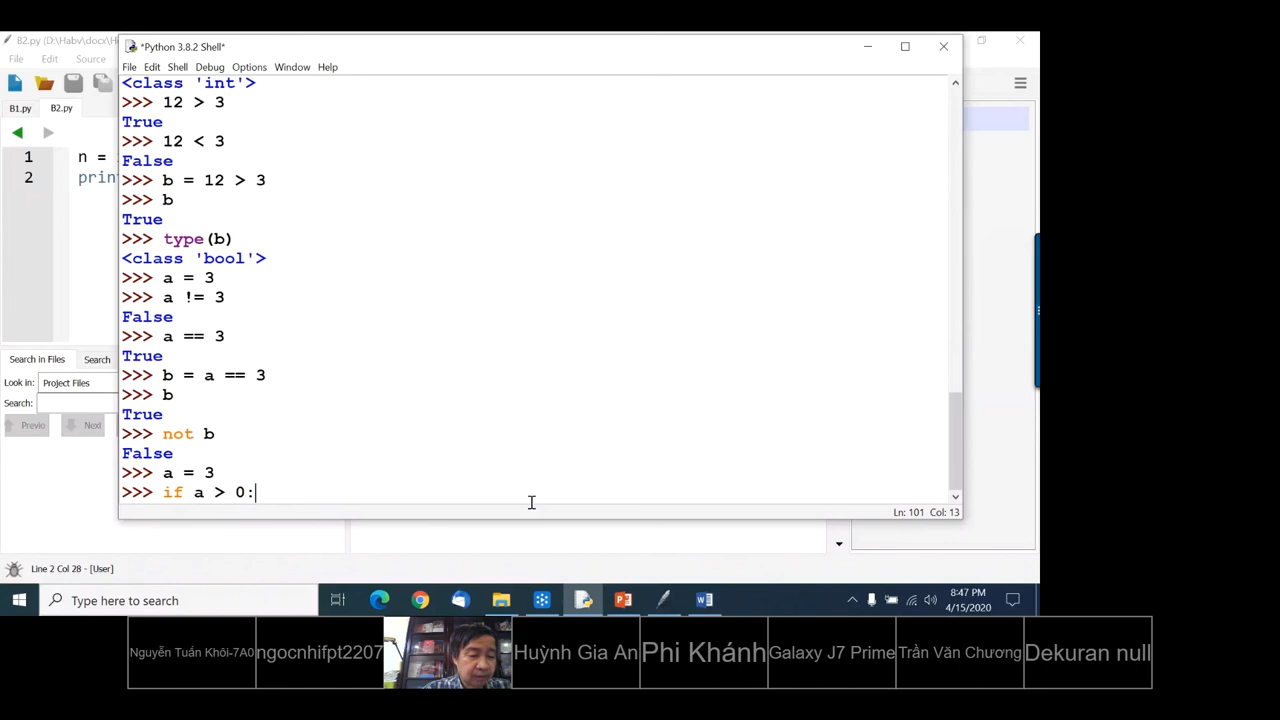 B2.py (D:\Habv\docx\H
File Edit Source
B1.py B2.py
1 n =
2 prin
Search in Files Search
Look in: Project Files
Search:
Previo Next
Line 2 Col 28 - [User]
*Python 3.8.2 Shell*
File Edit Shell Debug Options Window Help
<class 'int'>
>>> 12 > 3
True
>>> 12 < 3
False
>>> b = 12 > 3
>>> b
True
>>> type(b)
<class 'bool'>
>>> a = 3
>>> a != 3
False
>>> a == 3
True
>>> b = a == 3
>>> b
True
>>> not b
False
>>> a = 3
>>> if a > 0:
Ln: 101 Col: 13
Type here to search
8:47 PM
4/15/2020
Nguyễn Tuấn Khôi-7A0 ngocnhifpt2207 Huỳnh Gia An Phi Khánh Galaxy J7 Prime Trần Văn Chương Dekuran null